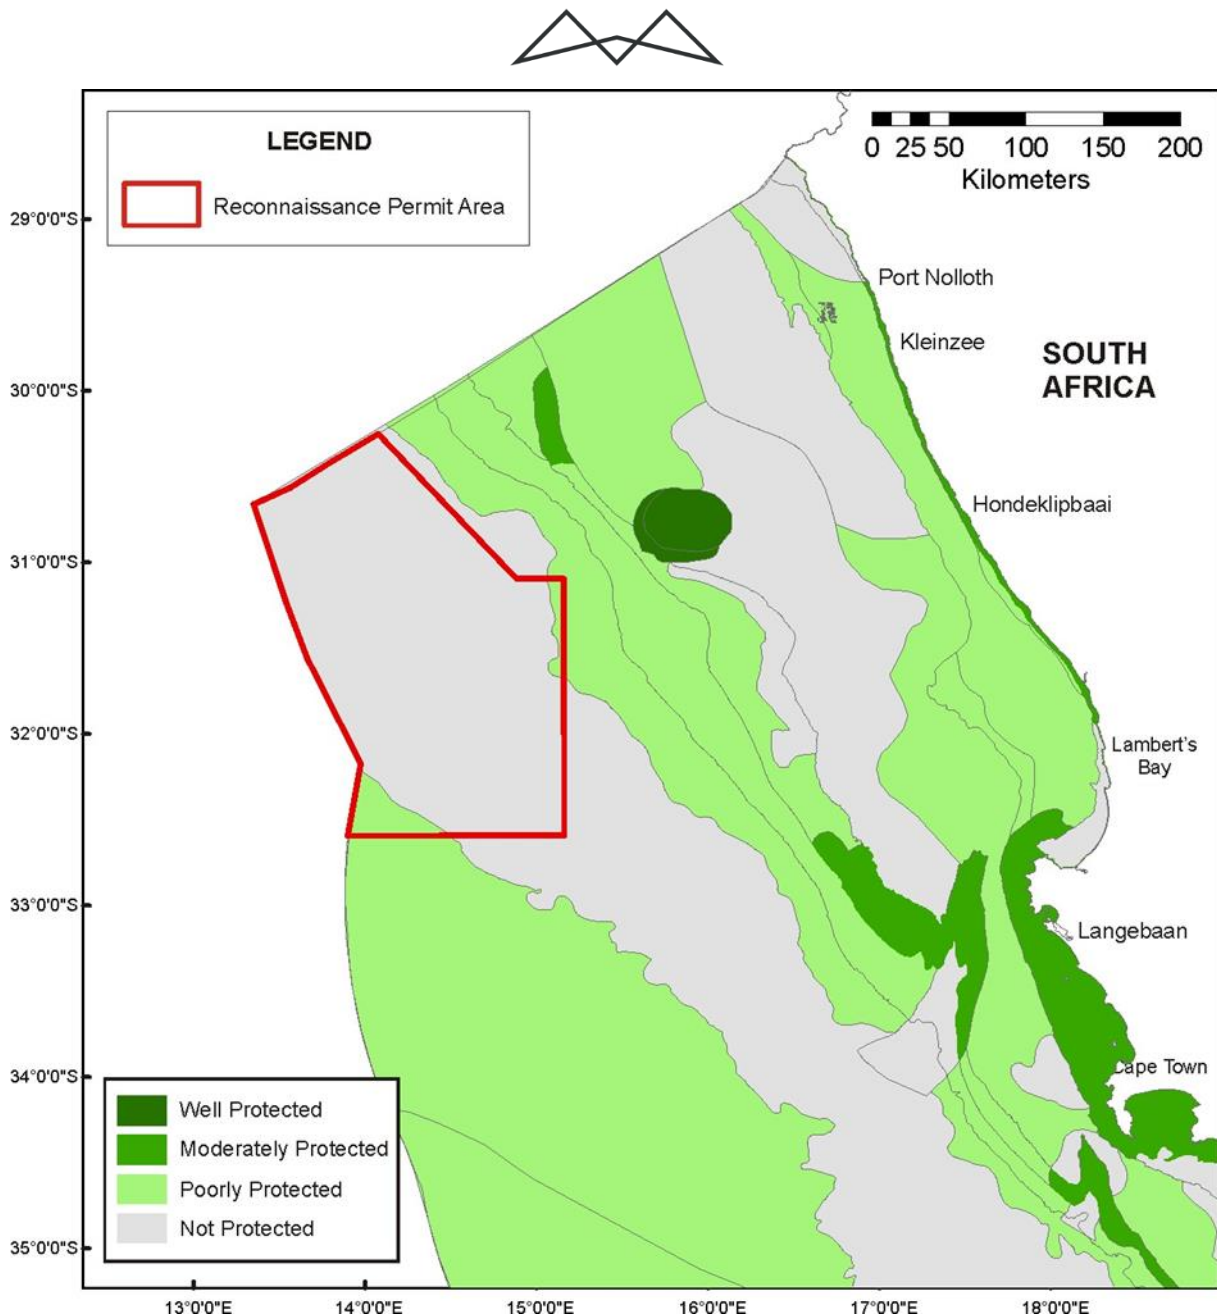 LEGEND
Reconnaissance Permit Area
0 25 50 100 150 200
Kilometers
29°0'0"S
30°0'0"S
31°0'0"S
32°0'0"S
33°0'0"S
34°0'0"S
35°0'0"S
Port Nolloth
Kleinzee
SOUTH
AFRICA
Hondeklipbaai
Lambert's
Bay
Langebaan
Cape Town
Well Protected
Moderately Protected
Poorly Protected
Not Protected
13°0'0"E 14°0'0"E 15°0'0"E 16°0'0"E 17°0'0"E 18°0'0"E